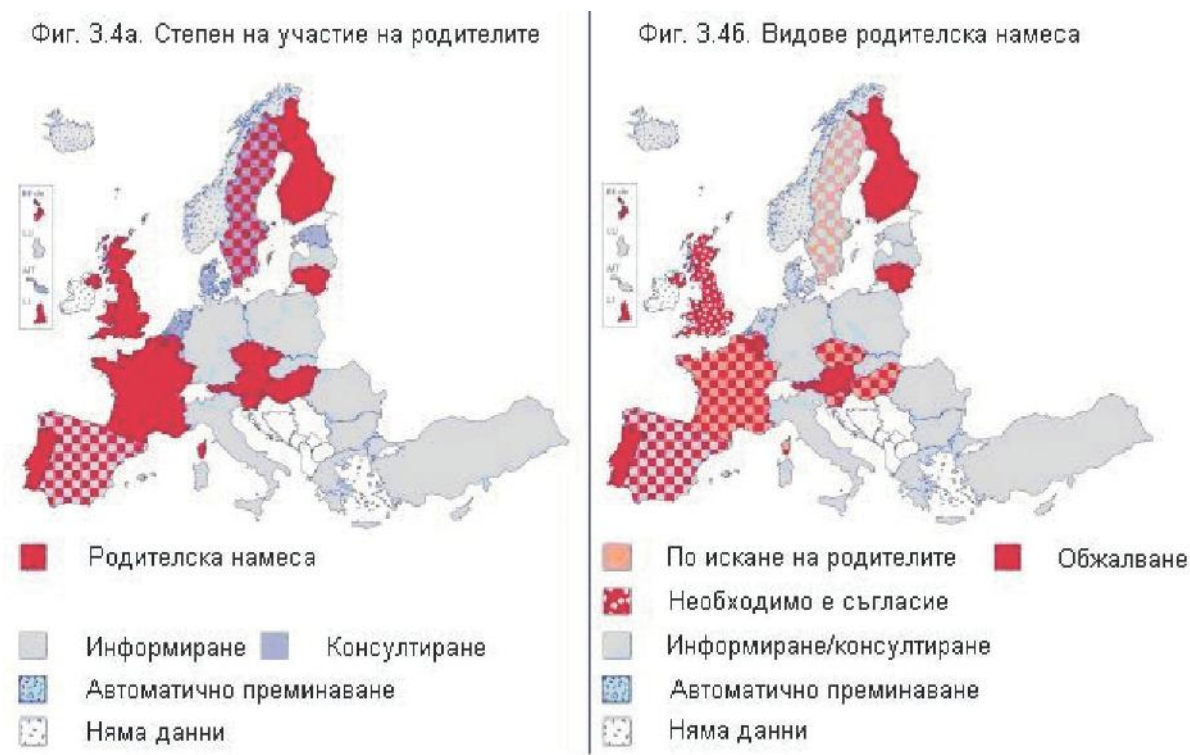 Фиг. 3.4а. Степен на участие на родителите
Родителска намеса
Информиране
Консултиране
Автоматично преминаване
Няма данни
Фиг. 3.4б. Видове родителска намеса
По искане на родителите
Обжалване
Необходимо е съгласие
Информиране/консултиране
Автоматично преминаване
Няма данни